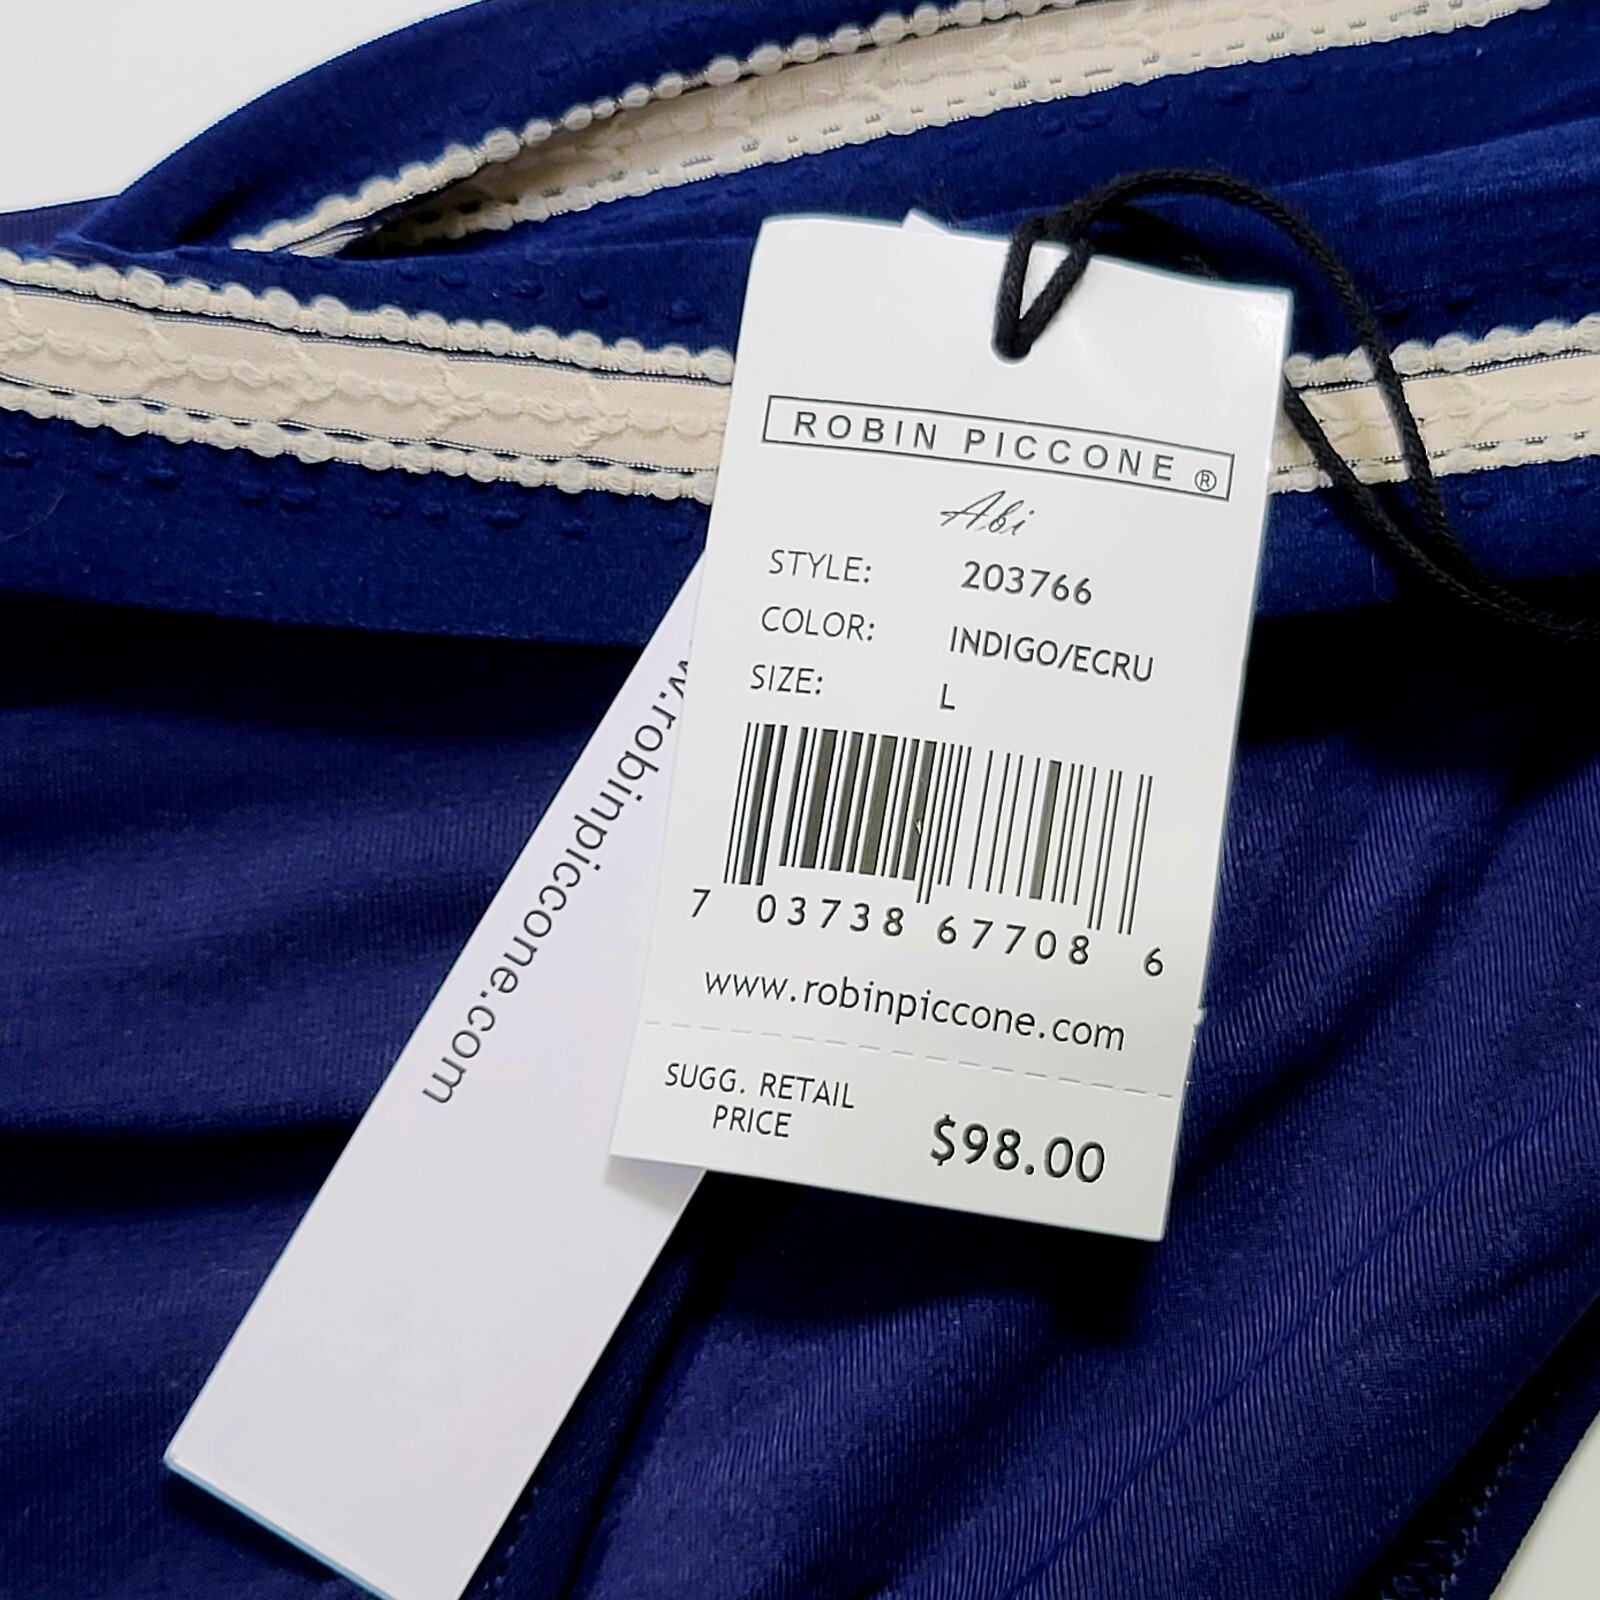 ROBIN PICCONE ®
Abi
STYLE: 203766
COLOR: INDIGO/ECRU
SIZE: L
7 03738 67708 6
www.robinpiccone.com
SUGG. RETAIL
PRICE
$98.00
w.robinpiccone.com